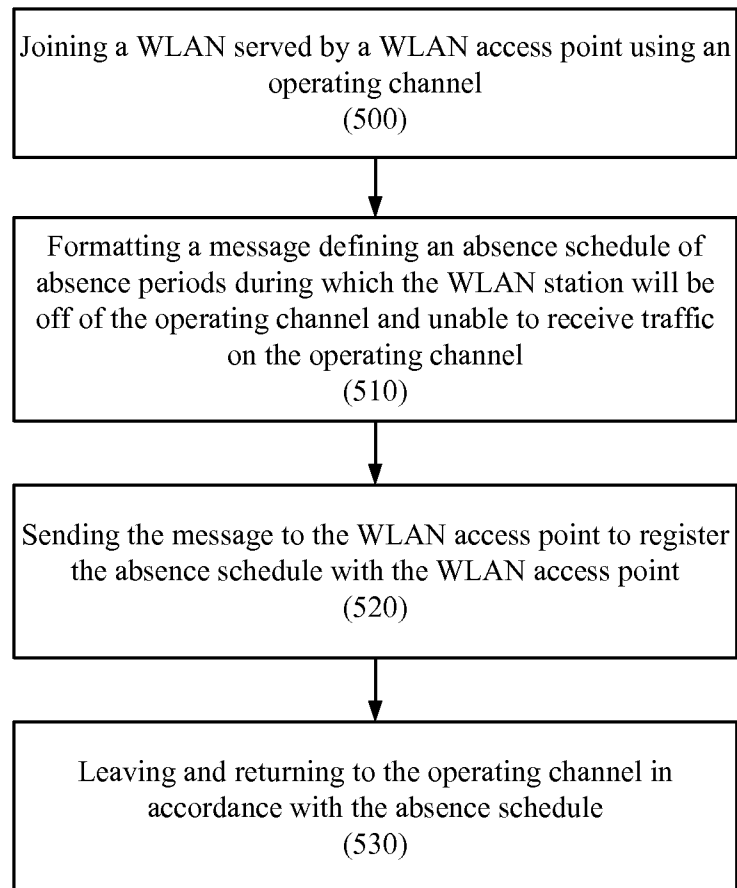 Joining a WLAN served by a WLAN access point using an
operating channel
(500)
Formatting a message defining an absence schedule of
absence periods during which the WLAN station will be
off of the operating channel and unable to receive traffic
on the operating channel
(510)
Sending the message to the WLAN access point to register
the absence schedule with the WLAN access point
(520)
Leaving and returning to the operating channel in
accordance with the absence schedule
(530)